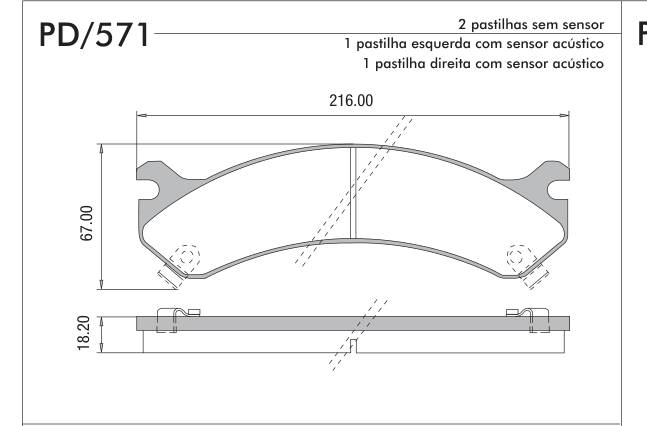 PD/571
2 pastilhas sem sensor
1 pastilha esquerda com sensor acústico
1 pastilha direita com sensor acústico
216.00
67.00
18.20